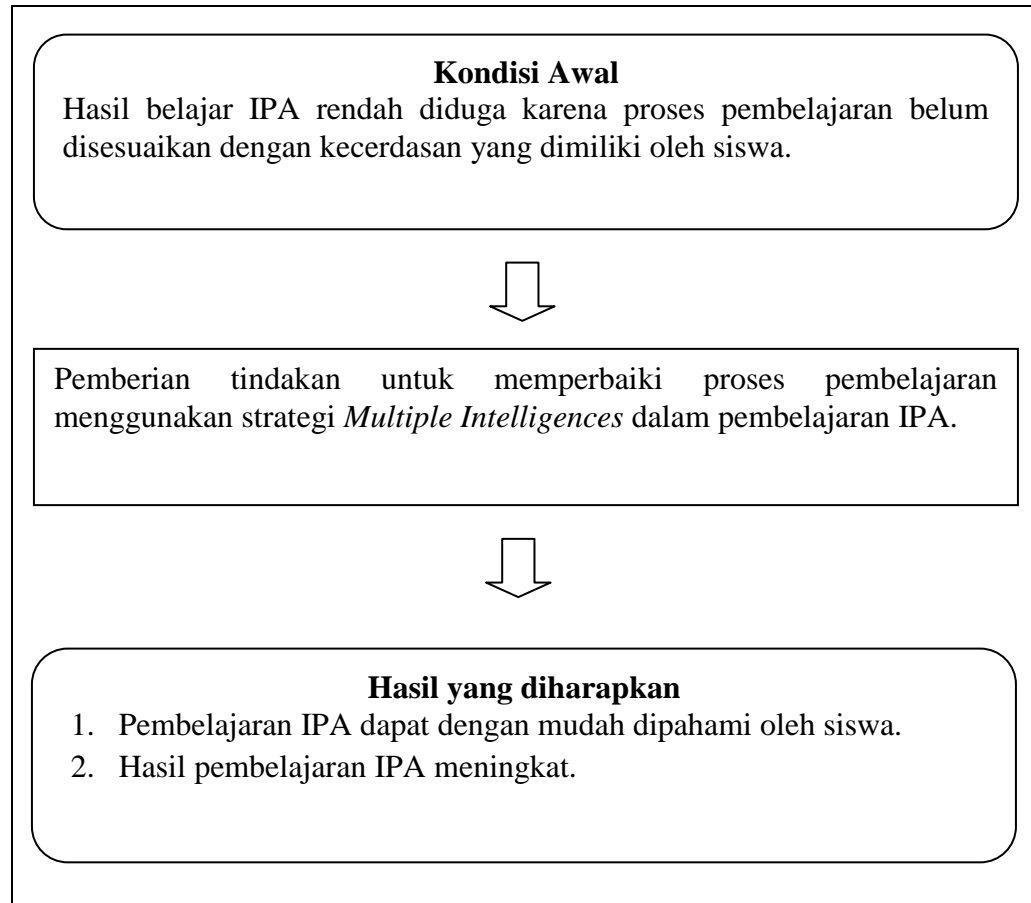 Kondisi Awal
Hasil belajar IPA rendah diduga karena proses pembelajaran belum
disesuaikan dengan kecerdasan yang dimiliki oleh siswa.
Pemberian tindakan untuk memperbaiki proses pembelajaran
menggunakan strategi Multiple Intelligences dalam pembelajaran IPA.
Hasil yang diharapkan
1. Pembelajaran IPA dapat dengan mudah dipahami oleh siswa.
2. Hasil pembelajaran IPA meningkat.